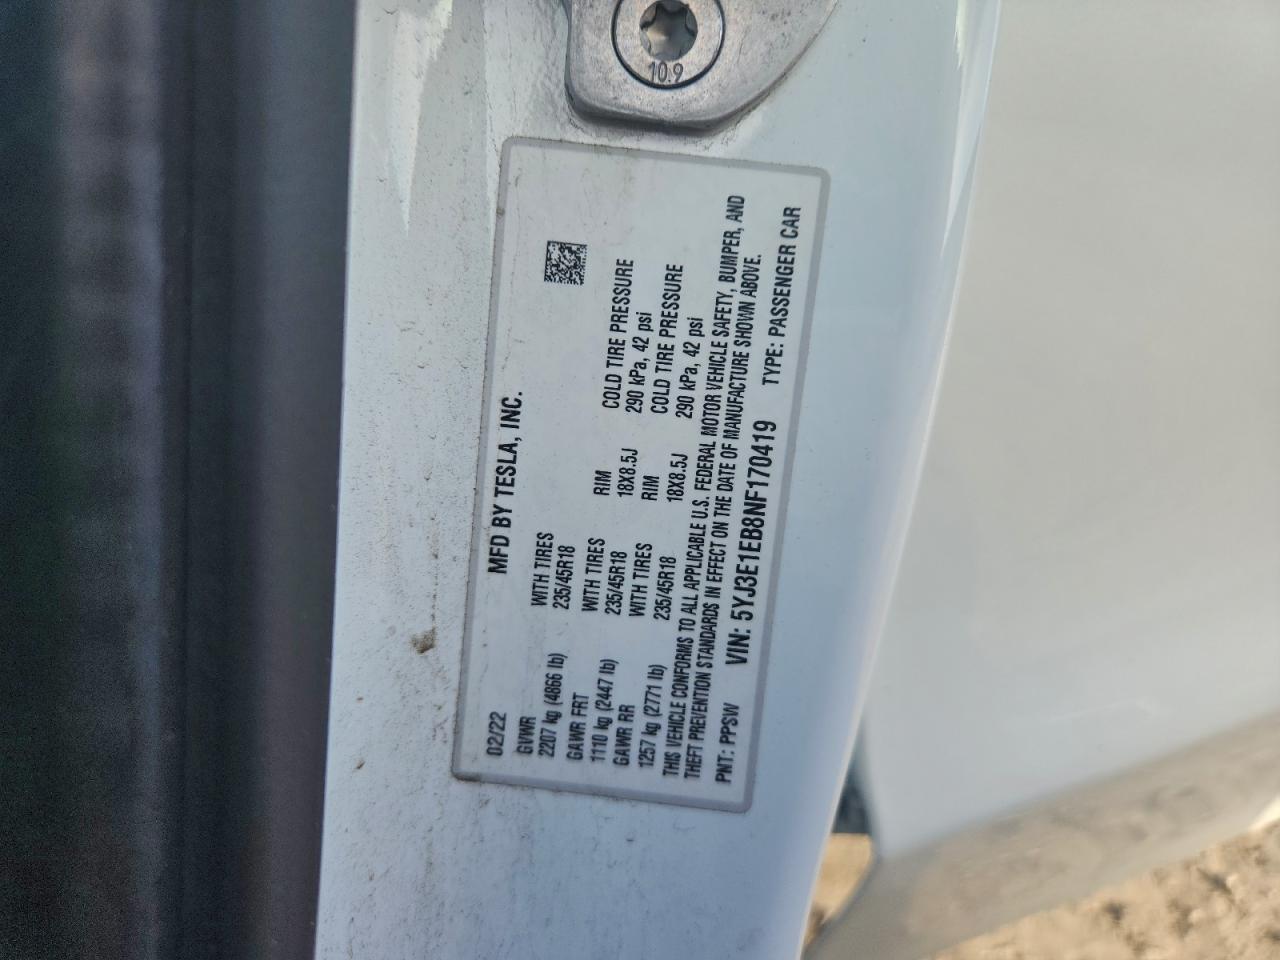 10.9
MFD BY TESLA, INC.
02/22
GVWR WITH TIRES
2207 kg (4866 lb) 235/45R18 RIM COLD TIRE PRESSURE
GAWR FRT WITH TIRES 18X8.5J 290 kPa, 42 psi
1110 kg (2447 lb) 235/45R18 RIM COLD TIRE PRESSURE
GAWR RR WITH TIRES 18X8.5J 290 kPa, 42 psi
1257 kg (2771 lb) 235/45R18
THIS VEHICLE CONFORMS TO ALL APPLICABLE U.S. FEDERAL MOTOR VEHICLE SAFETY, BUMPER, AND
THEFT PREVENTION STANDARDS IN EFFECT ON THE DATE OF MANUFACTURE SHOWN ABOVE.
PNT: PPSW VIN: 5YJ3E1EB8NF170419 TYPE: PASSENGER CAR